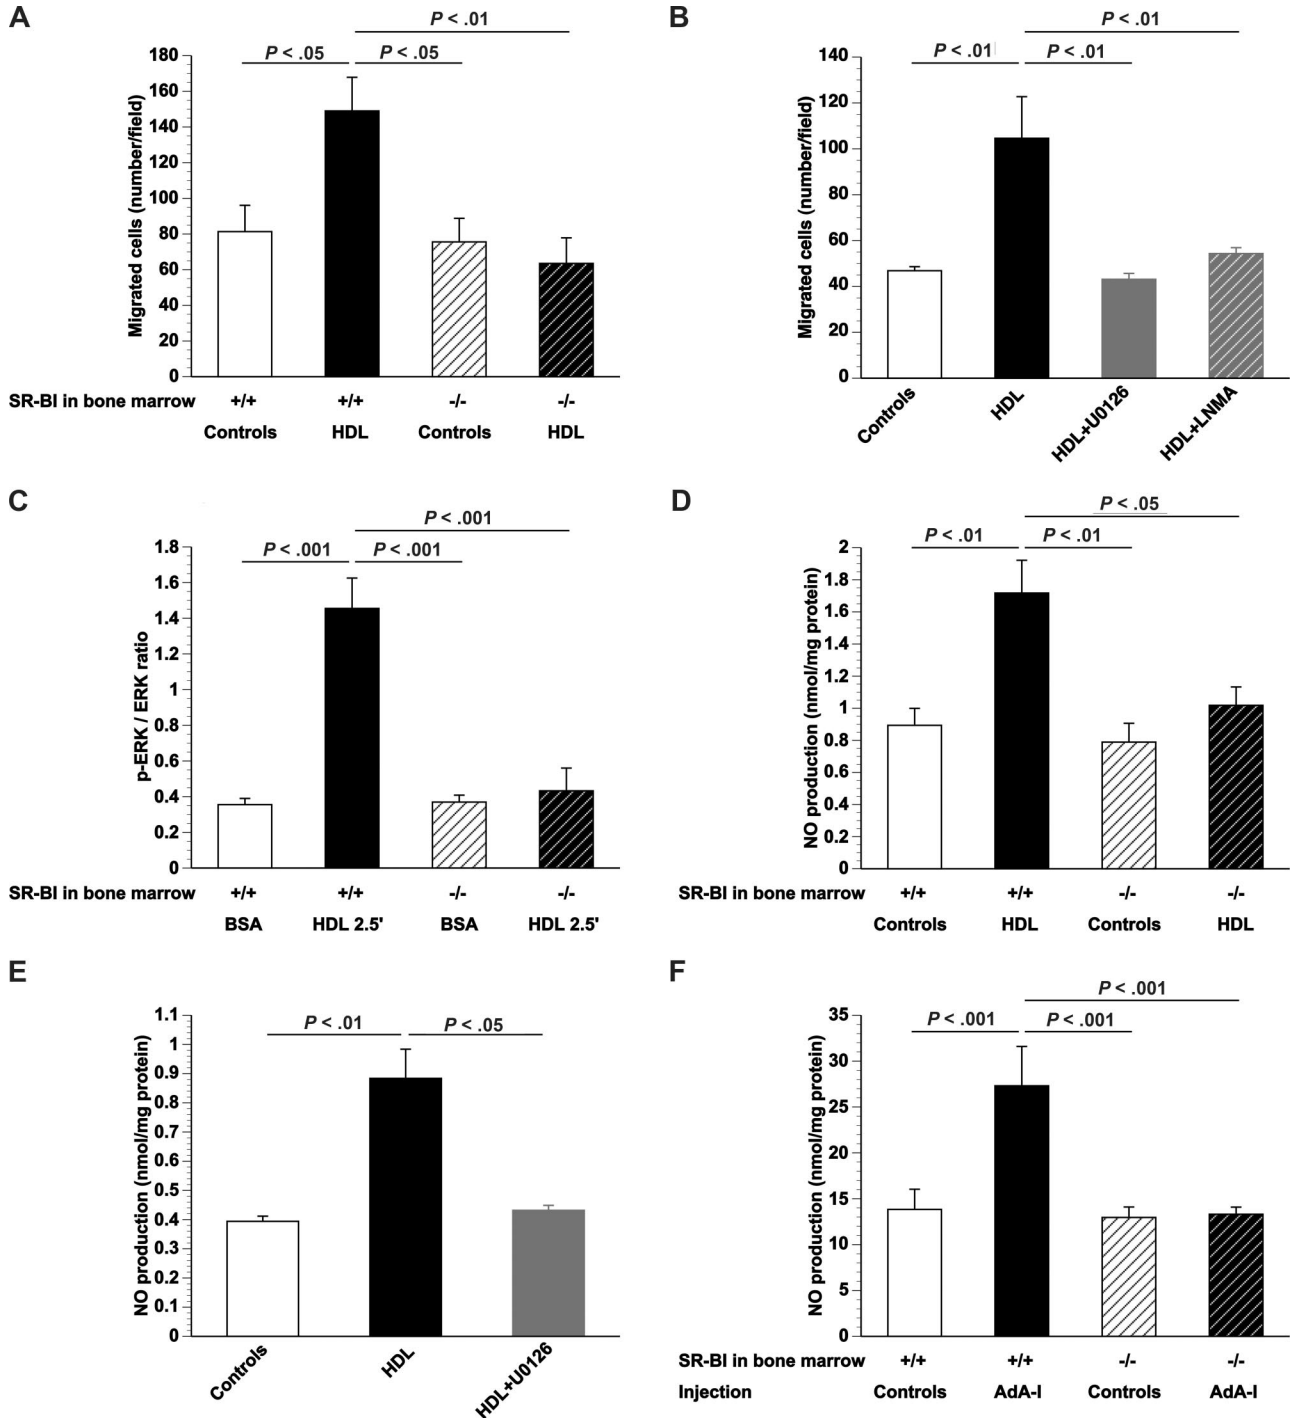 A
P < .01
P < .05
P < .05
180
160
140
120
100
80
60
40
20
0
Migrated cells (number/field)
SR-BI in bone marrow +/+ +/+ -/- -/-
Controls HDL Controls HDL
B
P < .01
P < .01
P < .01
140
120
100
80
60
40
20
0
Migrated cells (number/field)
Controls
HDL
HDL+U0126
HDL+LNMA
C
P < .001
P < .001
P < .001
1.8
1.6
1.4
1.2
1
0.8
0.6
0.4
0.2
0
p-ERK / ERK ratio
SR-BI in bone marrow +/+ +/+ -/- -/-
BSA HDL 2.5' BSA HDL 2.5'
D
P < .05
P < .01
P < .01
2
1.8
1.6
1.4
1.2
1
0.8
0.6
0.4
0.2
0
NO production (nmol/mg protein)
SR-BI in bone marrow +/+ +/+ -/- -/-
Controls HDL Controls HDL
E
P < .01
P < .05
1.1
1
0.9
0.8
0.7
0.6
0.5
0.4
0.3
0.2
0.1
0
NO production (nmol/mg protein)
Controls
HDL
HDL+U0126
F
P < .001
P < .001
P < .001
35
30
25
20
15
10
5
0
NO production (nmol/mg protein)
SR-BI in bone marrow +/+ +/+ -/- -/-
Injection Controls AdA-I Controls AdA-I